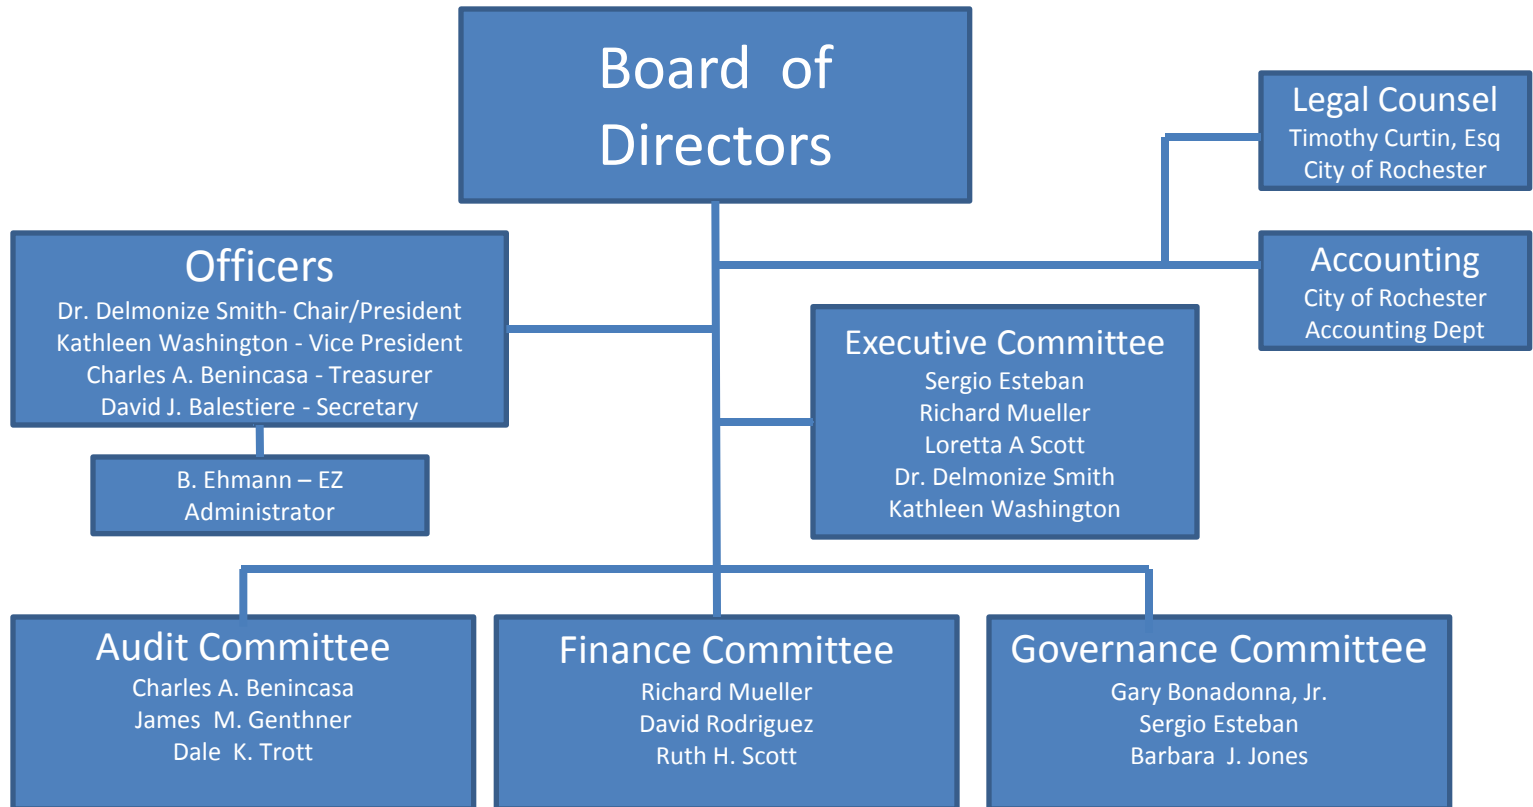 Board of
Directors
Legal Counsel
Timothy Curtin, Esq
City of Rochester
Officers
Dr. Delmonize Smith- Chair/President
Kathleen Washington - Vice President
Charles A. Benincasa - Treasurer
David J. Balestiere - Secretary
Accounting
City of Rochester
Accounting Dept
Executive Committee
Sergio Esteban
Richard Mueller
Loretta A Scott
Dr. Delmonize Smith
Kathleen Washington
B. Ehmann – EZ
Administrator
Audit Committee
Charles A. Benincasa
James M. Genthner
Dale K. Trott
Finance Committee
Richard Mueller
David Rodriguez
Ruth H. Scott
Governance Committee
Gary Bonadonna, Jr.
Sergio Esteban
Barbara J. Jones